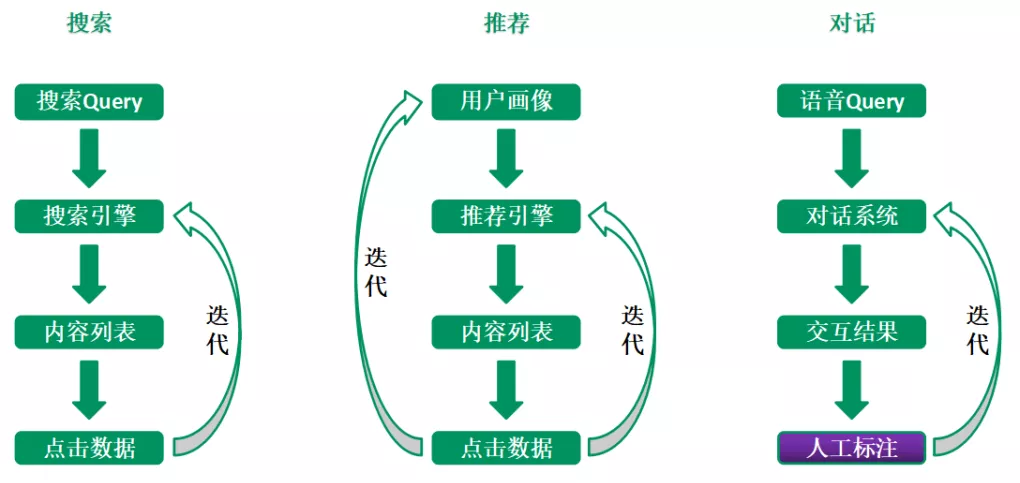 搜索
搜索Query
搜索引擎
内容列表
点击数据
迭
代
推荐
用户画像
推荐引擎
内容列表
点击数据
迭
代
迭
代
对话
语音Query
对话系统
交互结果
人工标注
迭
代